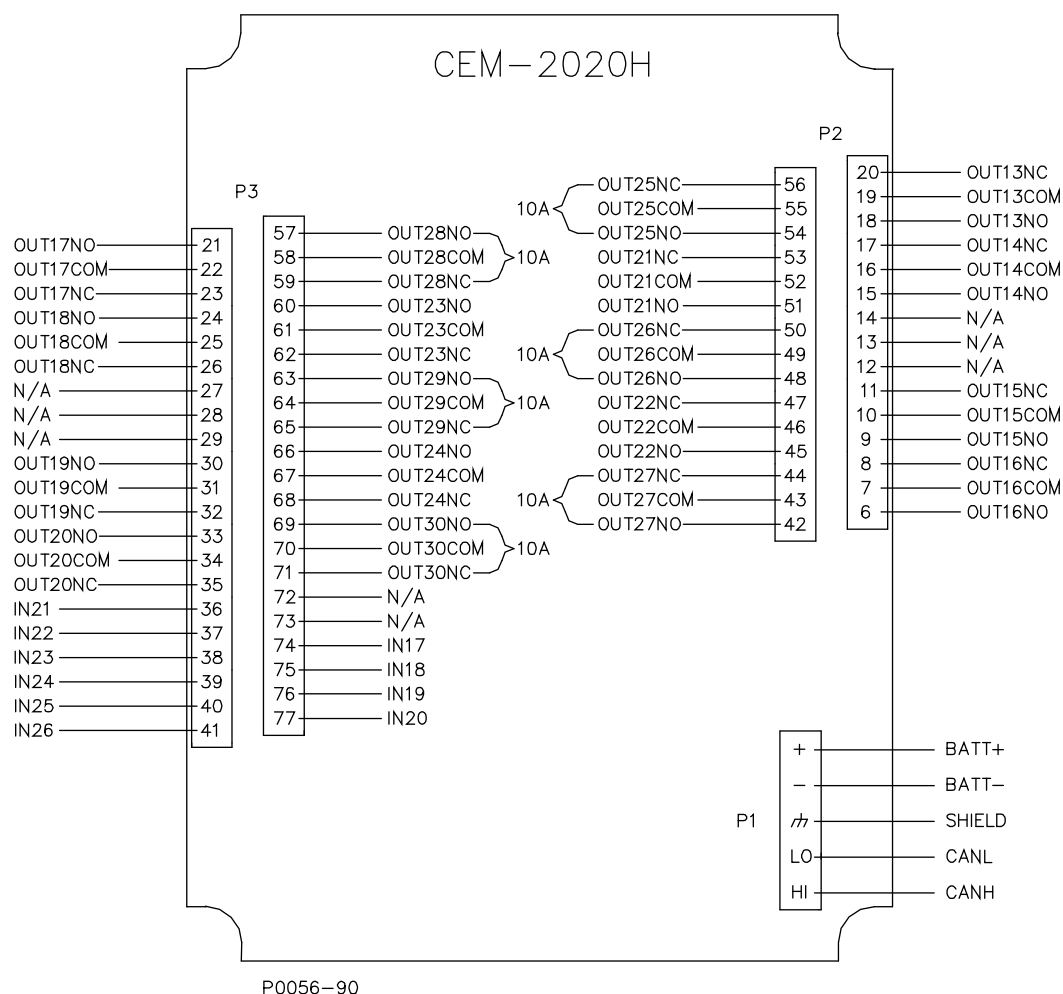 CEM-2020H
P2
P3
OUT17NO 21
OUT17COM 22
OUT17NC 23
OUT18NO 24
OUT18COM 25
OUT18NC 26
N/A 27
N/A 28
N/A 29
OUT19NO 30
OUT19COM 31
OUT19NC 32
OUT20NO 33
OUT20COM 34
OUT20NC 35
IN21 36
IN22 37
IN23 38
IN24 39
IN25 40
IN26 41
57 OUT28NO
58 OUT28COM 10A
59 OUT28NC
60 OUT23NO
61 OUT23COM
62 OUT23NC
63 OUT29NO
64 OUT29COM 10A
65 OUT29NC
66 OUT24NO
67 OUT24COM
68 OUT24NC
69 OUT30NO
70 OUT30COM 10A
71 OUT30NC
72 N/A
73 N/A
74 IN17
75 IN18
76 IN19
77 IN20
OUT25NC 56
10A OUT25COM 55
OUT25NO 54
OUT21NC 53
OUT21COM 52
OUT21NO 51
OUT26NC 50
10A OUT26COM 49
OUT26NO 48
OUT22NC 47
OUT22COM 46
OUT22NO 45
OUT27NC 44
10A OUT27COM 43
OUT27NO 42
20 OUT13NC
19 OUT13COM
18 OUT13NO
17 OUT14NC
16 OUT14COM
15 OUT14NO
14 N/A
13 N/A
12 N/A
11 OUT15NC
10 OUT15COM
9 OUT15NO
8 OUT16NC
7 OUT16COM
6 OUT16NO
P1
+ BATT+
- BATT-
SHIELD
LO CANL
HI CANH
P0056-90